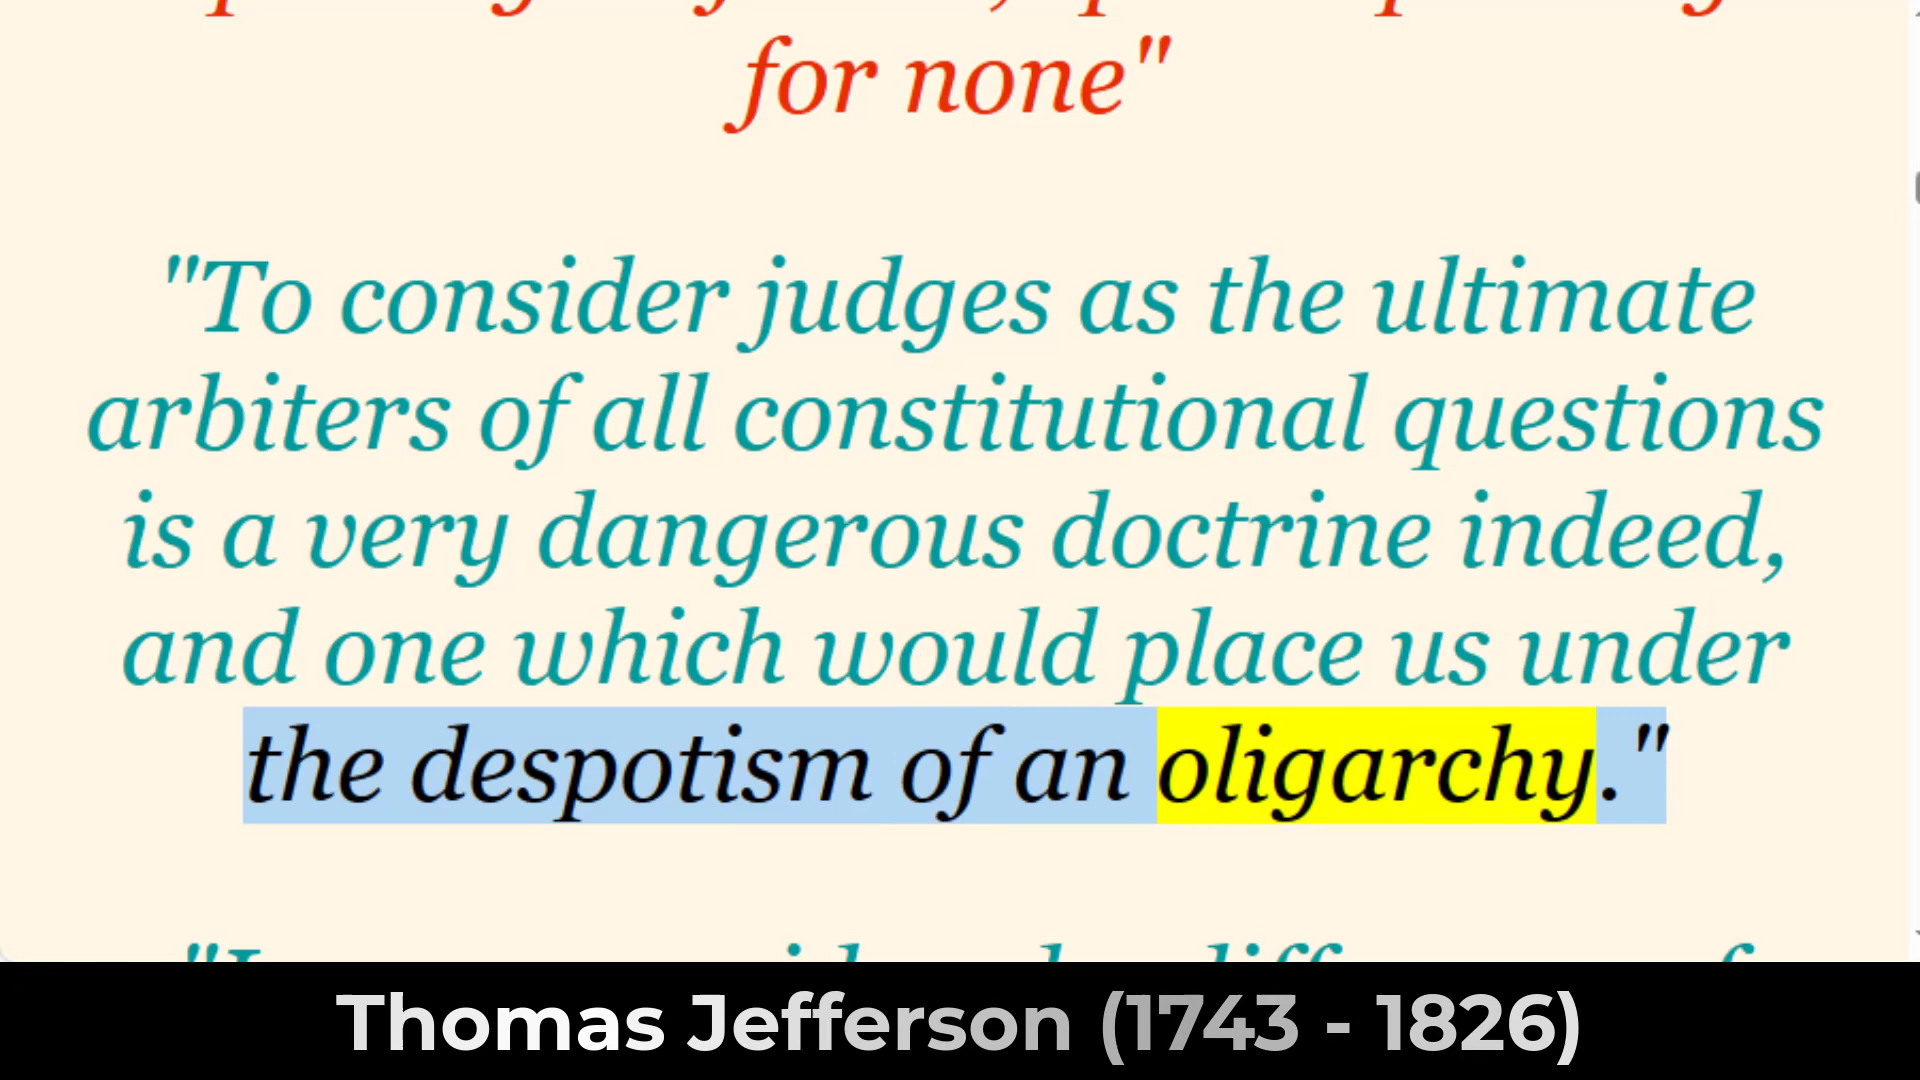 for none"
"To consider judges as the ultimate
arbiters of all constitutional questions
is a very dangerous doctrine indeed,
and one which would place us under
the despotism of an oligarchy."
Thomas Jefferson (1743 - 1826)